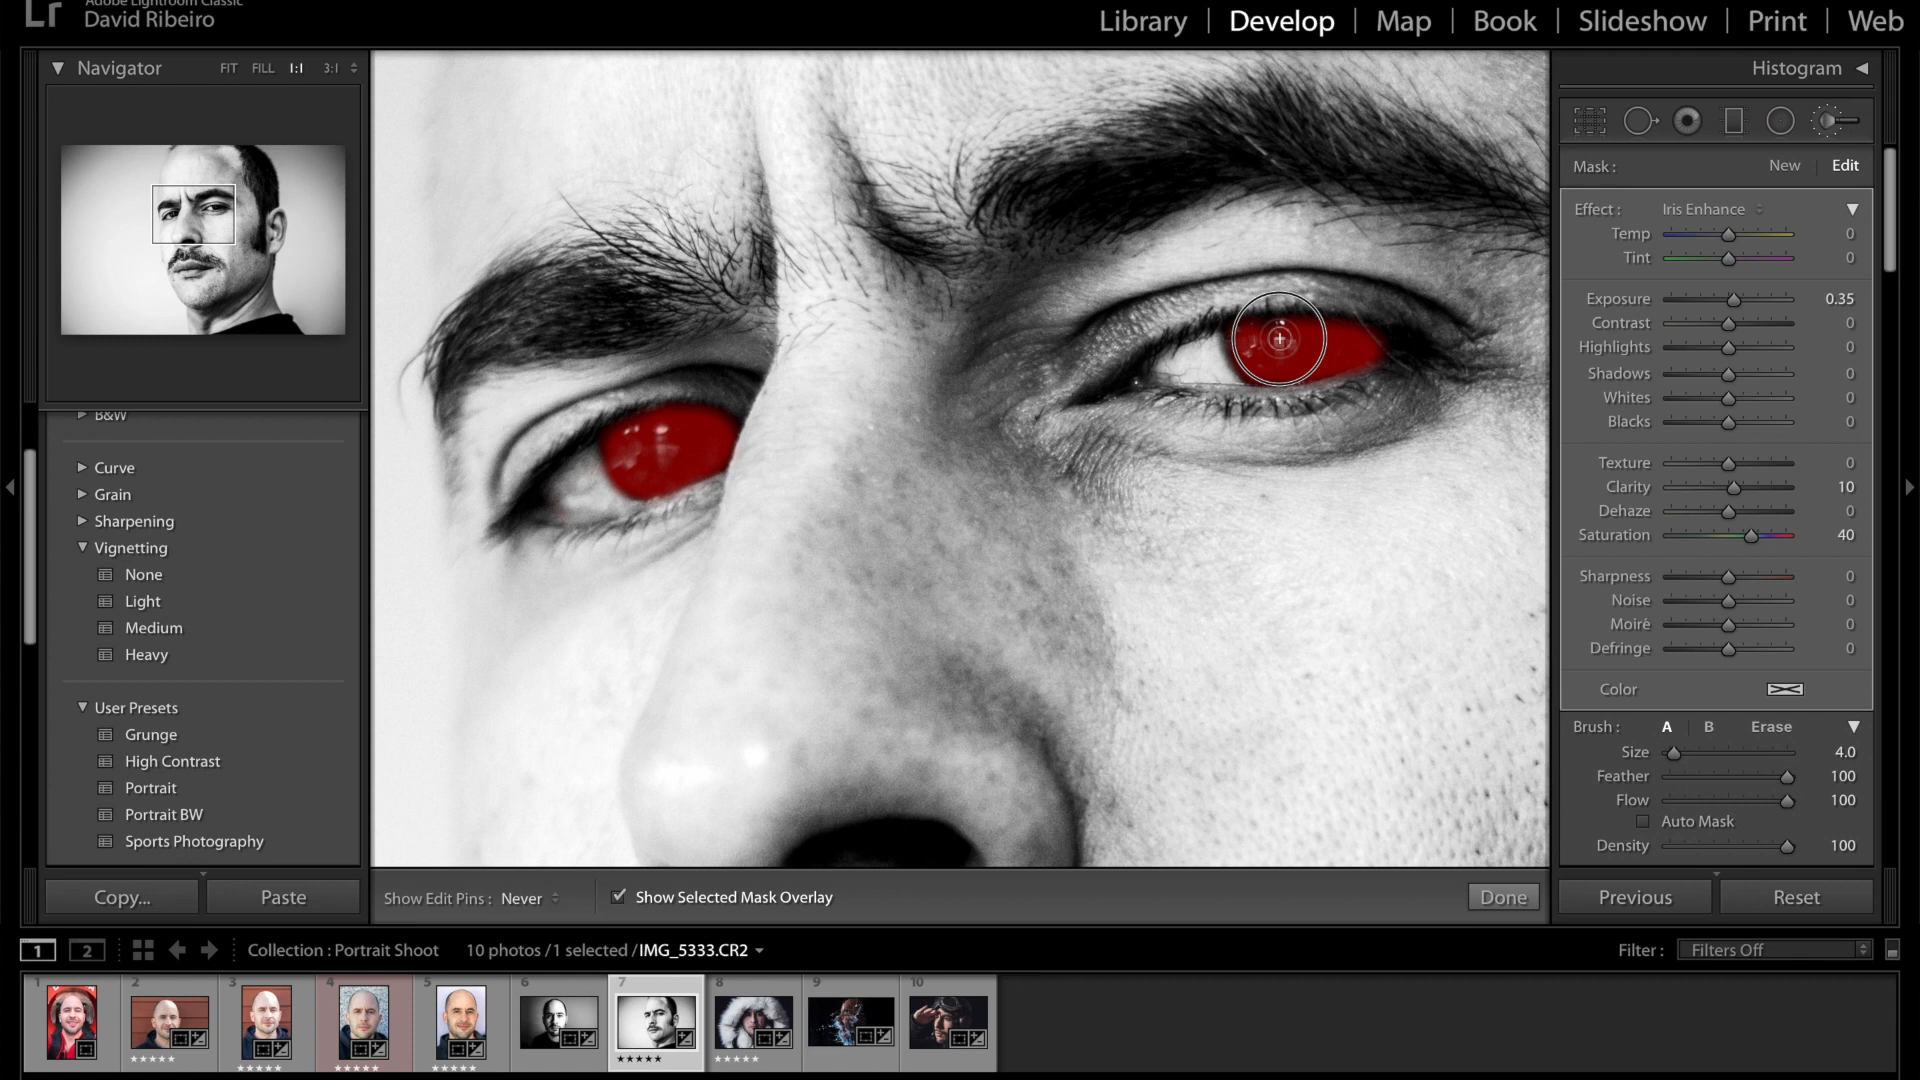 Lr
Adobe Lightroom Classic
David Ribeiro
Library | Develop | Map | Book | Slideshow | Print | Web
Navigator FIT FILL 1:1 3:1
B&W
Curve
Grain
Sharpening
Vignetting
None
Light
Medium
Heavy
User Presets
Grunge
High Contrast
Portrait
Portrait BW
Sports Photography
Copy... Paste
Show Edit Pins : Never
Show Selected Mask Overlay
Done
Histogram
Mask : New Edit
Effect : Iris Enhance
Temp 0
Tint 0
Exposure 0.35
Contrast 0
Highlights 0
Shadows 0
Whites 0
Blacks 0
Texture 0
Clarity 10
Dehaze 0
Saturation 40
Sharpness 0
Noise 0
Moiré 0
Defringe 0
Color
Brush : A B Erase
Size 4.0
Feather 100
Flow 100
Auto Mask
Density 100
Previous Reset
1 2 Collection : Portrait Shoot 10 photos /1 selected /IMG_5333.CR2 Filter : Filters Off
1 2 3 4 5 6 7 8 9 10